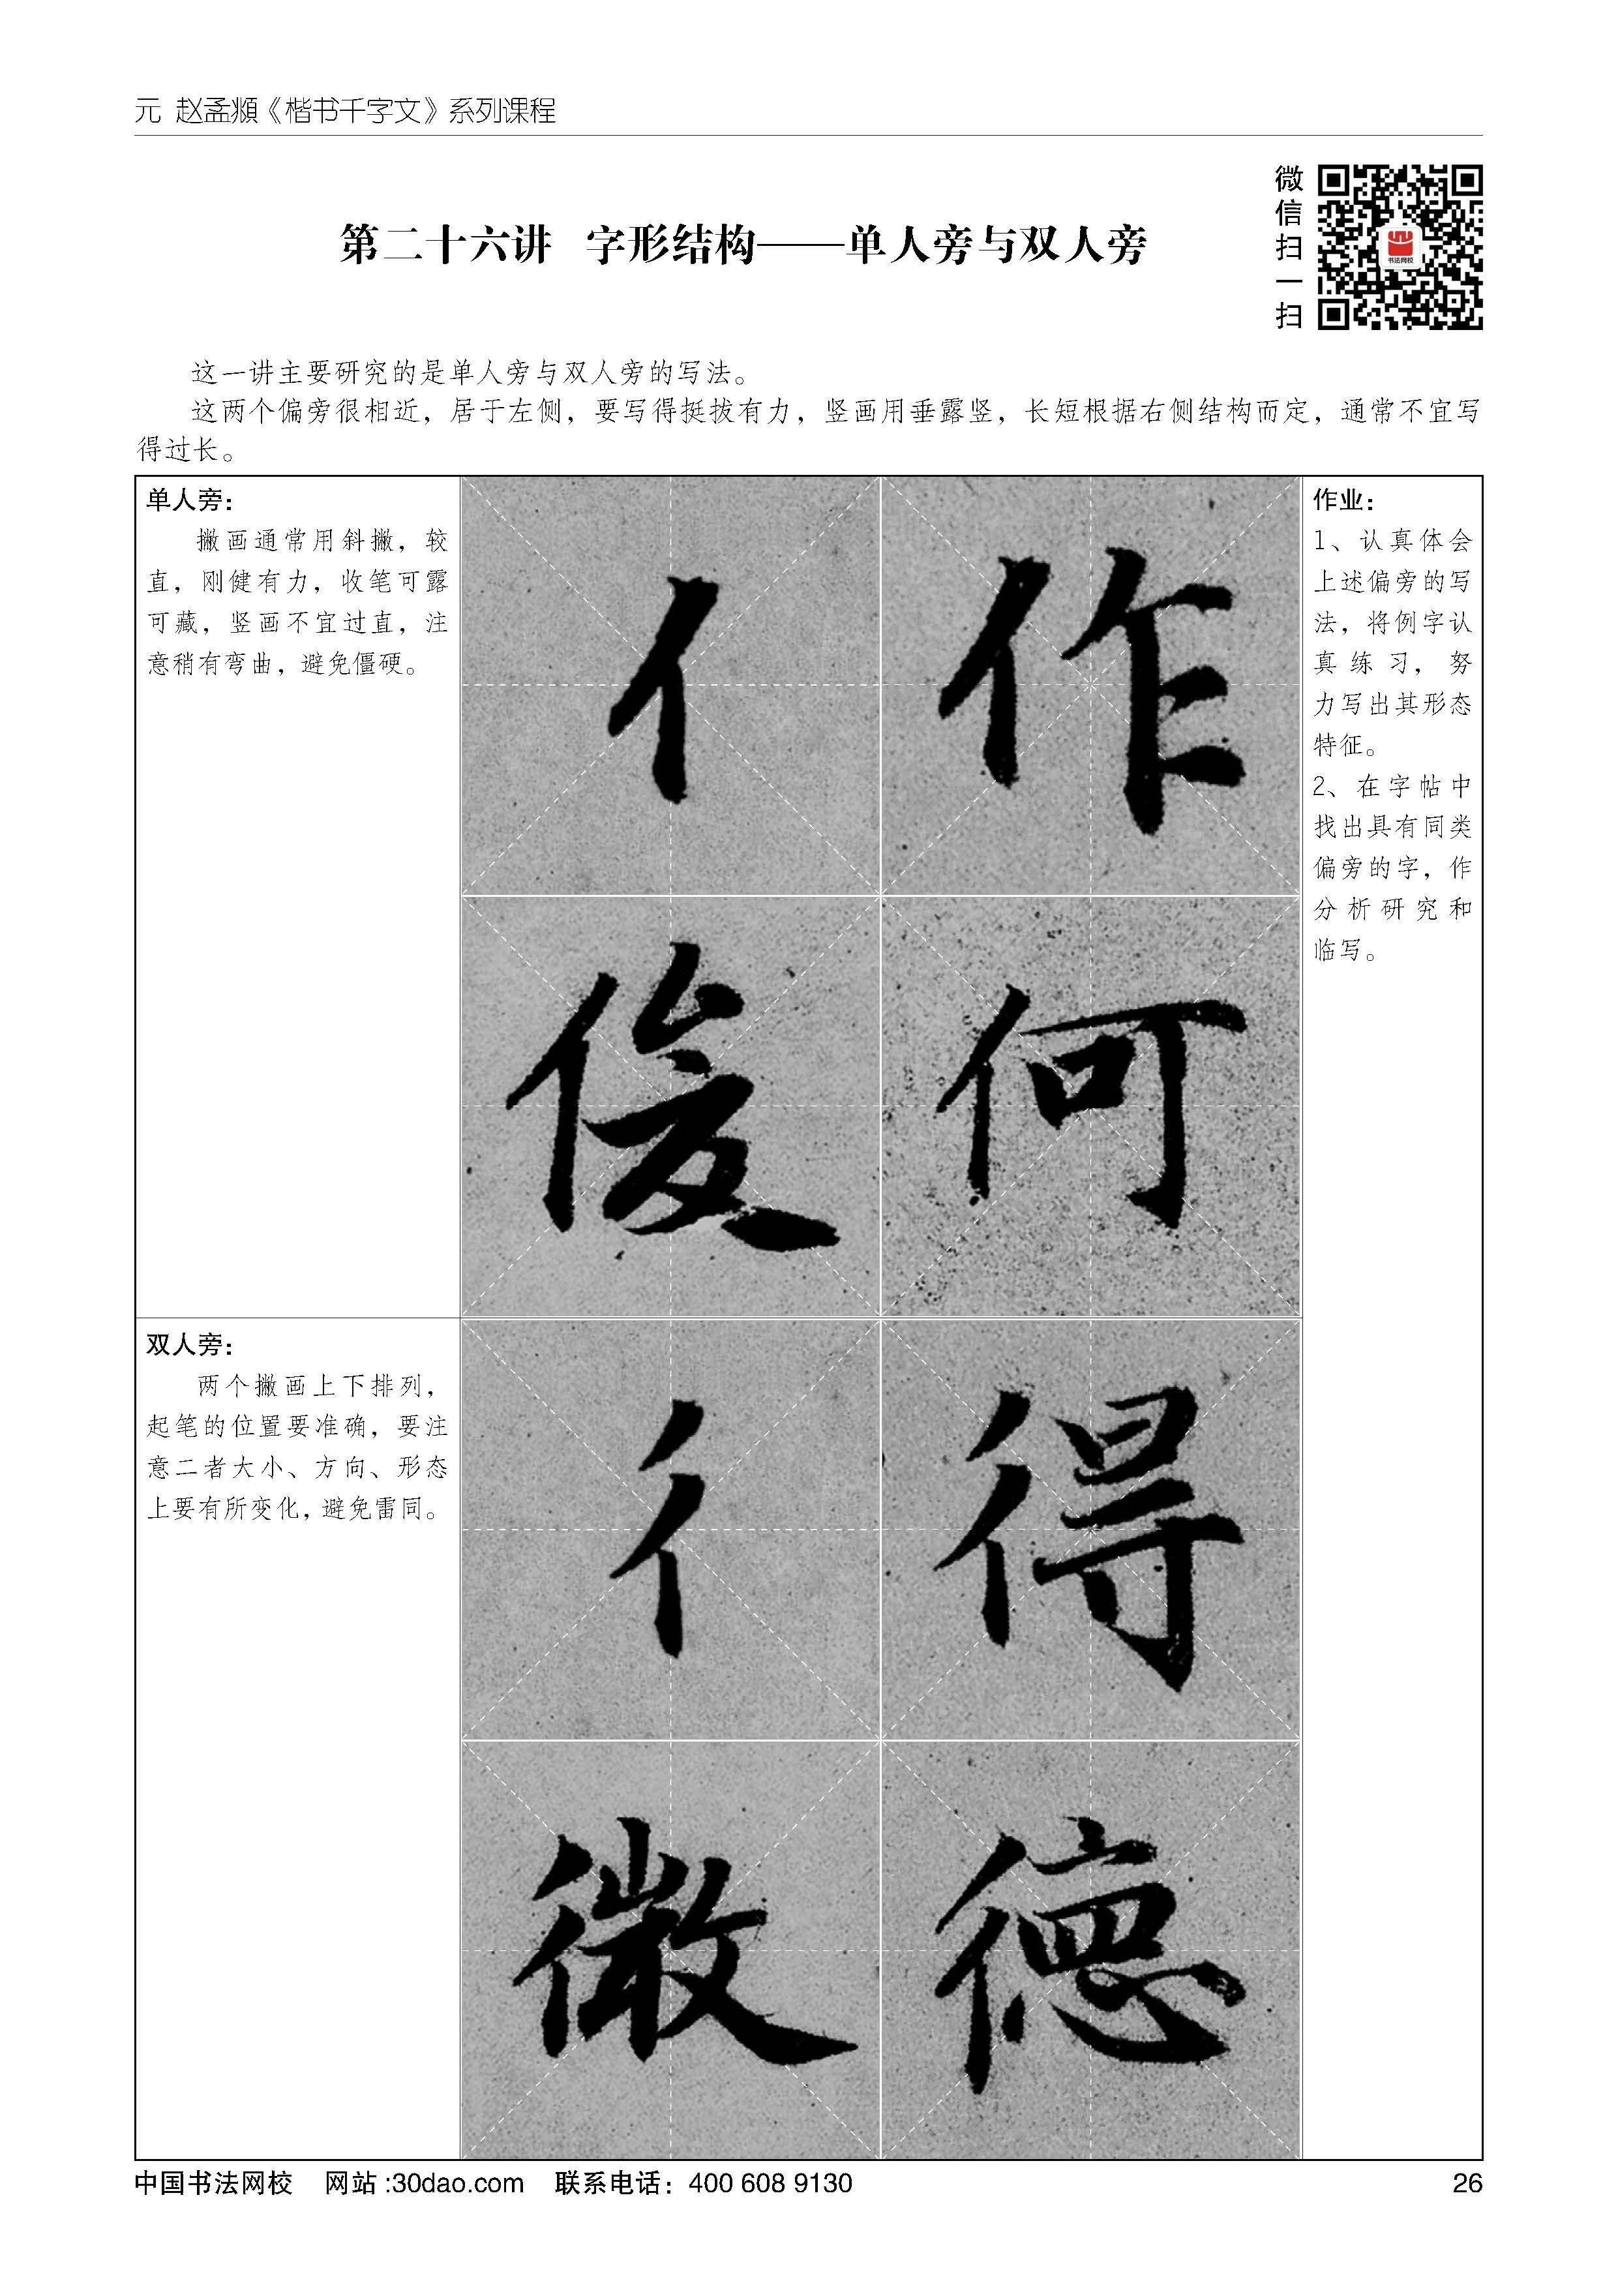 元 赵孟頫《楷书千字文》系列课程
微信扫一扫
书法网校
第二十六讲 字形结构——单人旁与双人旁
这一讲主要研究的是单人旁与双人旁的写法。
这两个偏旁很相近，居于左侧，要写得挺拔有力，竖画用垂露竖，长短根据右侧结构而定，通常不宜写
得过长。
单人旁：
撇画通常用斜撇，较
直，刚健有力，收笔可露
可藏，竖画不宜过直，注
意稍有弯曲，避免僵硬。
亻
作
俊
何
双人旁：
两个撇画上下排列，
起笔的位置要准确，要注
意二者大小、方向、形态
上要有所变化，避免雷同。
彳
得
微
德
作业：
1、认真体会
上述偏旁的写
法，将例字认
真练习，努
力写出其形态
特征。
2、在字帖中
找出具有同类
偏旁的字，作
分析研究和
临写。
中国书法网校 网站:30dao.com 联系电话：400 608 9130
26